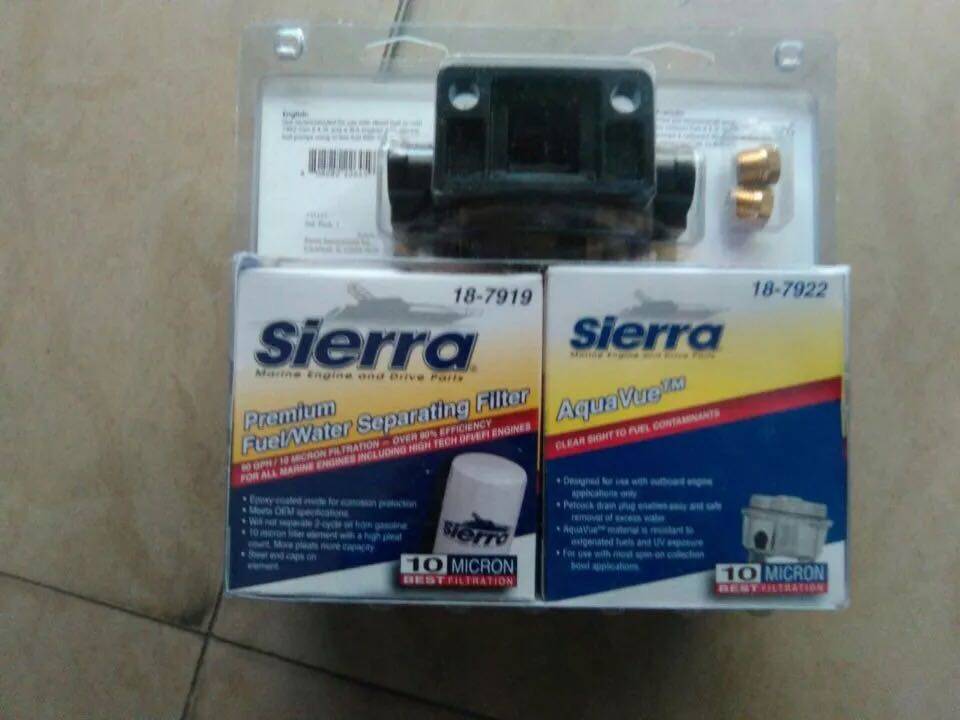 English:
18-7919
Sierra
Marine Engine and Drive Parts
Premium
Fuel/Water Separating Filter
90 GPH / 10 MICRON FILTRATION – OVER 90% EFFICIENCY
FOR ALL MARINE ENGINES INCLUDING HIGH TECH DFI/EFI ENGINES
• Epoxy-coated inside for corrosion protection
• Meets OEM specifications
• Will not separate 2-cycle oil from gasoline
• 10 micron filter element with a high pleat
count. More pleats more capacity
• Steel end caps on
element.
Sierra
10 MICRON
BEST FILTRATION
18-7922
Sierra
Marine Engine and Drive Parts
AquaVue™
CLEAR SIGHT TO FUEL CONTAMINANTS
• Designed for use with outboard engine
applications only
• Petcock drain plug enables easy and safe
removal of excess water
• AquaVue™ material is resistant to
oxigenated fuels and UV exposure
• For use with most spin-on collection
bowl applications.
10 MICRON
BEST FILTRATION